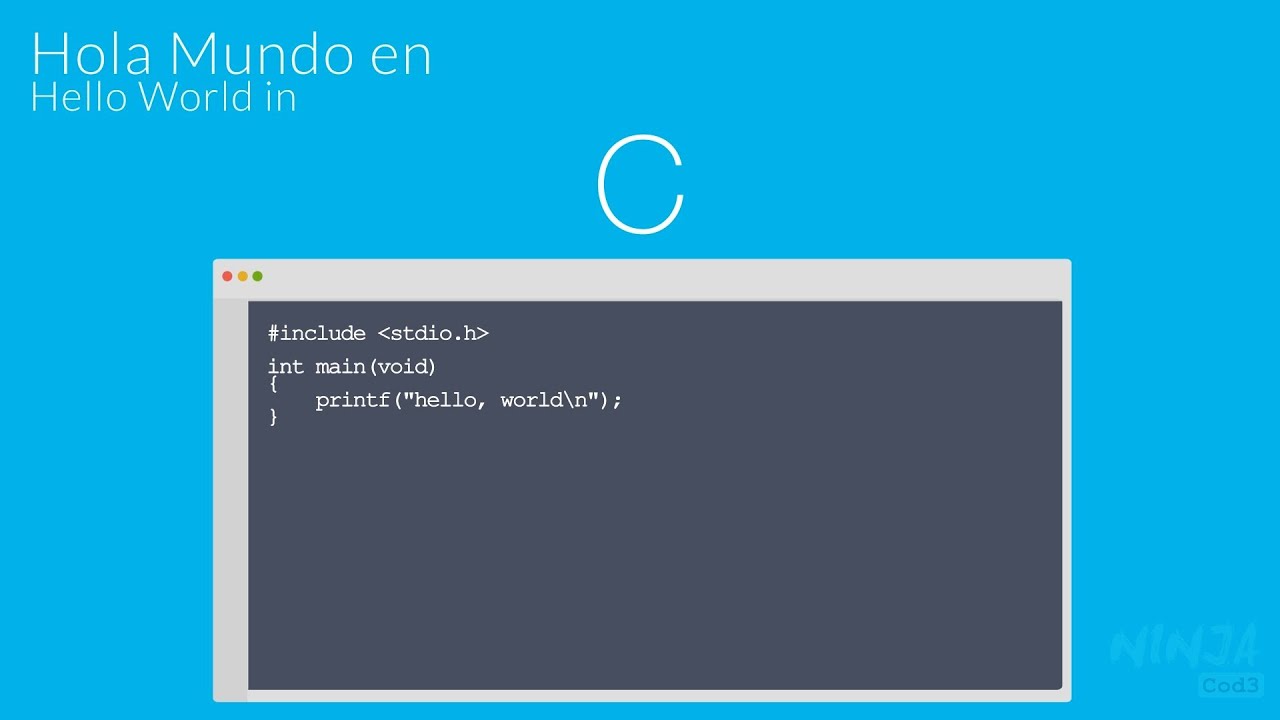 Hola Mundo en
Hello World in
C
#include <stdio.h>
int main(void)
{
    printf("hello, world\n");
}
NINJA
Cod3